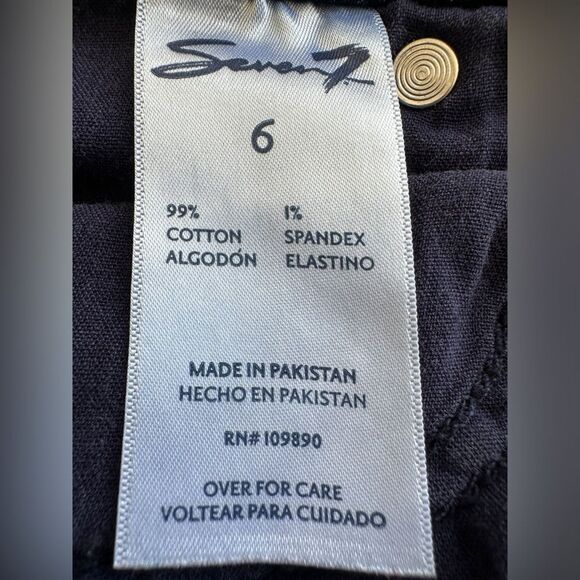 Seven7
6
99% 1%
COTTON SPANDEX
ALGODÓN ELASTINO
MADE IN PAKISTAN
HECHO EN PAKISTAN
RN# 109890
OVER FOR CARE
VOLTEAR PARA CUIDADO